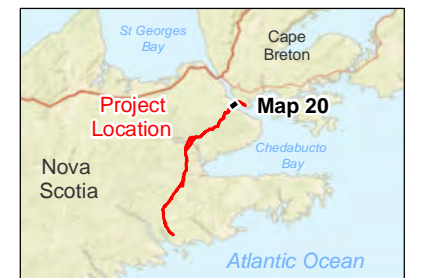 St Georges
Bay
Cape
Breton
Project
Location
Map 20
Chedabucto
Bay
Nova
Scotia
Atlantic Ocean